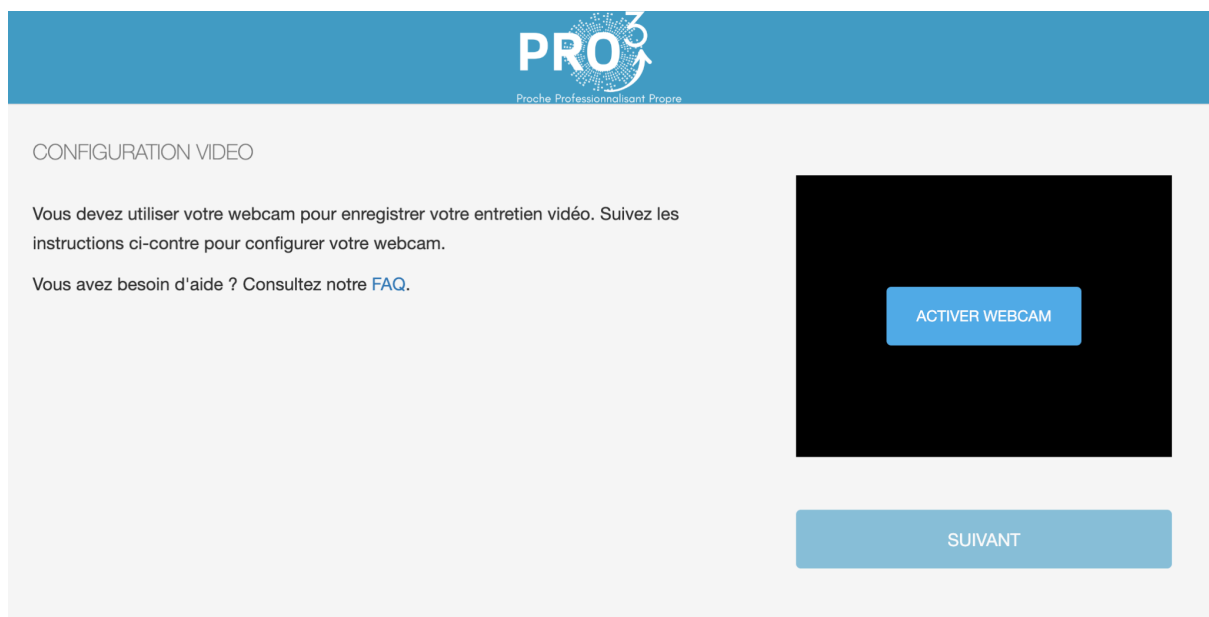 PRO3
Proche Professionnalisant Propre
CONFIGURATION VIDEO
Vous devez utiliser votre webcam pour enregistrer votre entretien vidéo. Suivez les
instructions ci-contre pour configurer votre webcam.
Vous avez besoin d'aide ? Consultez notre FAQ.
ACTIVER WEBCAM
SUIVANT